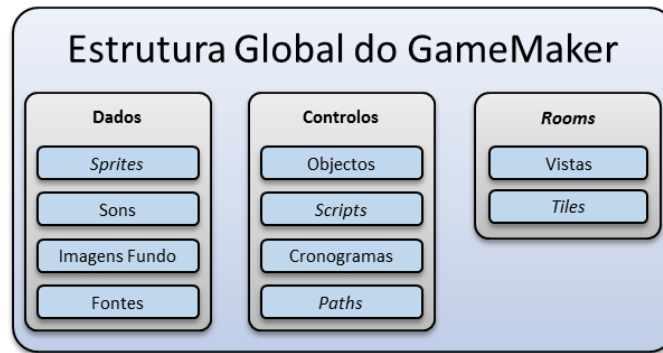 Estrutura Global do GameMaker
Dados
Sprites
Sons
Imagens Fundo
Fontes
Controlos
Objectos
Scripts
Cronogramas
Paths
Rooms
Vistas
Tiles